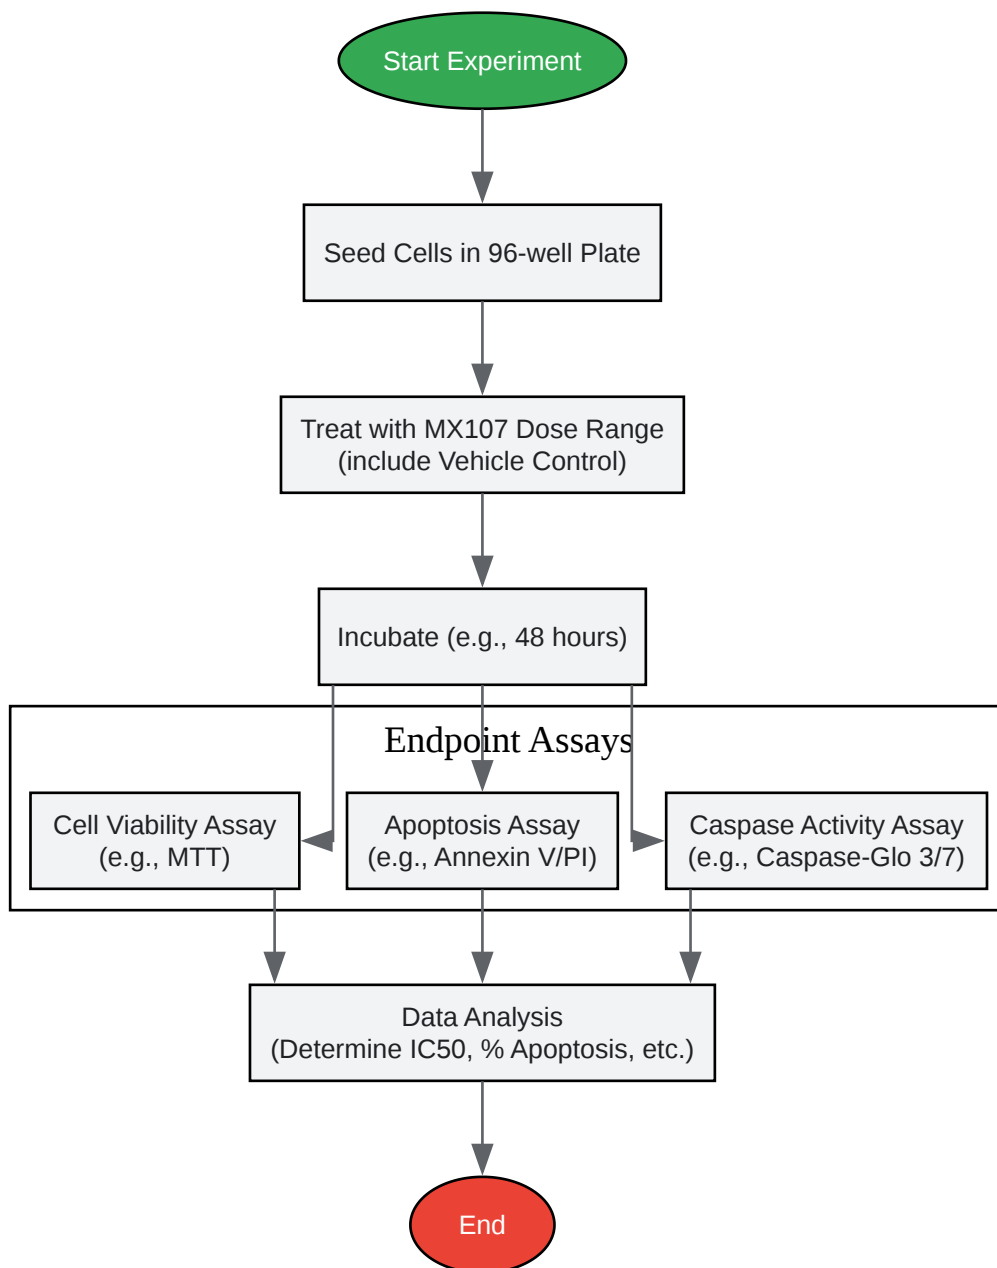 Start Experiment
Seed Cells in 96-well Plate
Treat with MX107 Dose Range
(include Vehicle Control)
Incubate (e.g., 48 hours)
Endpoint Assays
Cell Viability Assay
(e.g., MTT)
Apoptosis Assay
(e.g., Annexin V/PI)
Caspase Activity Assay
(e.g., Caspase-Glo 3/7)
Data Analysis
(Determine IC50, % Apoptosis, etc.)
End